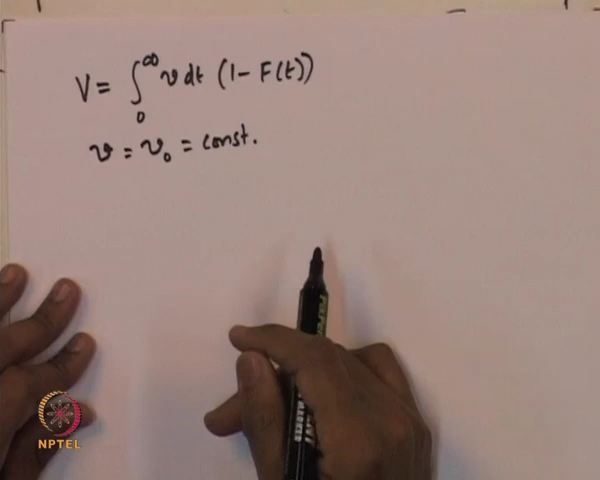 V = ∫₀^∞ v dt (1 - F(t))
v = v₀ = const.
NPTEL